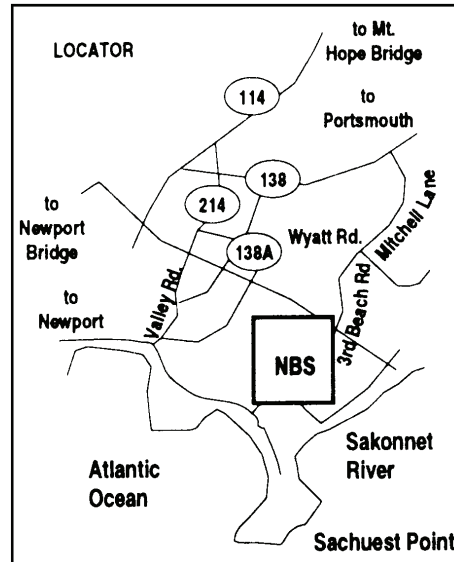 LOCATOR
to Mt.
Hope Bridge
114
to
Portsmouth
138
to
Newport
Bridge
214
138A
Wyatt Rd.
Mitchell Lane
to
Newport
Valley Rd.
3rd Beach Rd
NBS
Atlantic
Ocean
Sakonnet
River
Sachuest Point